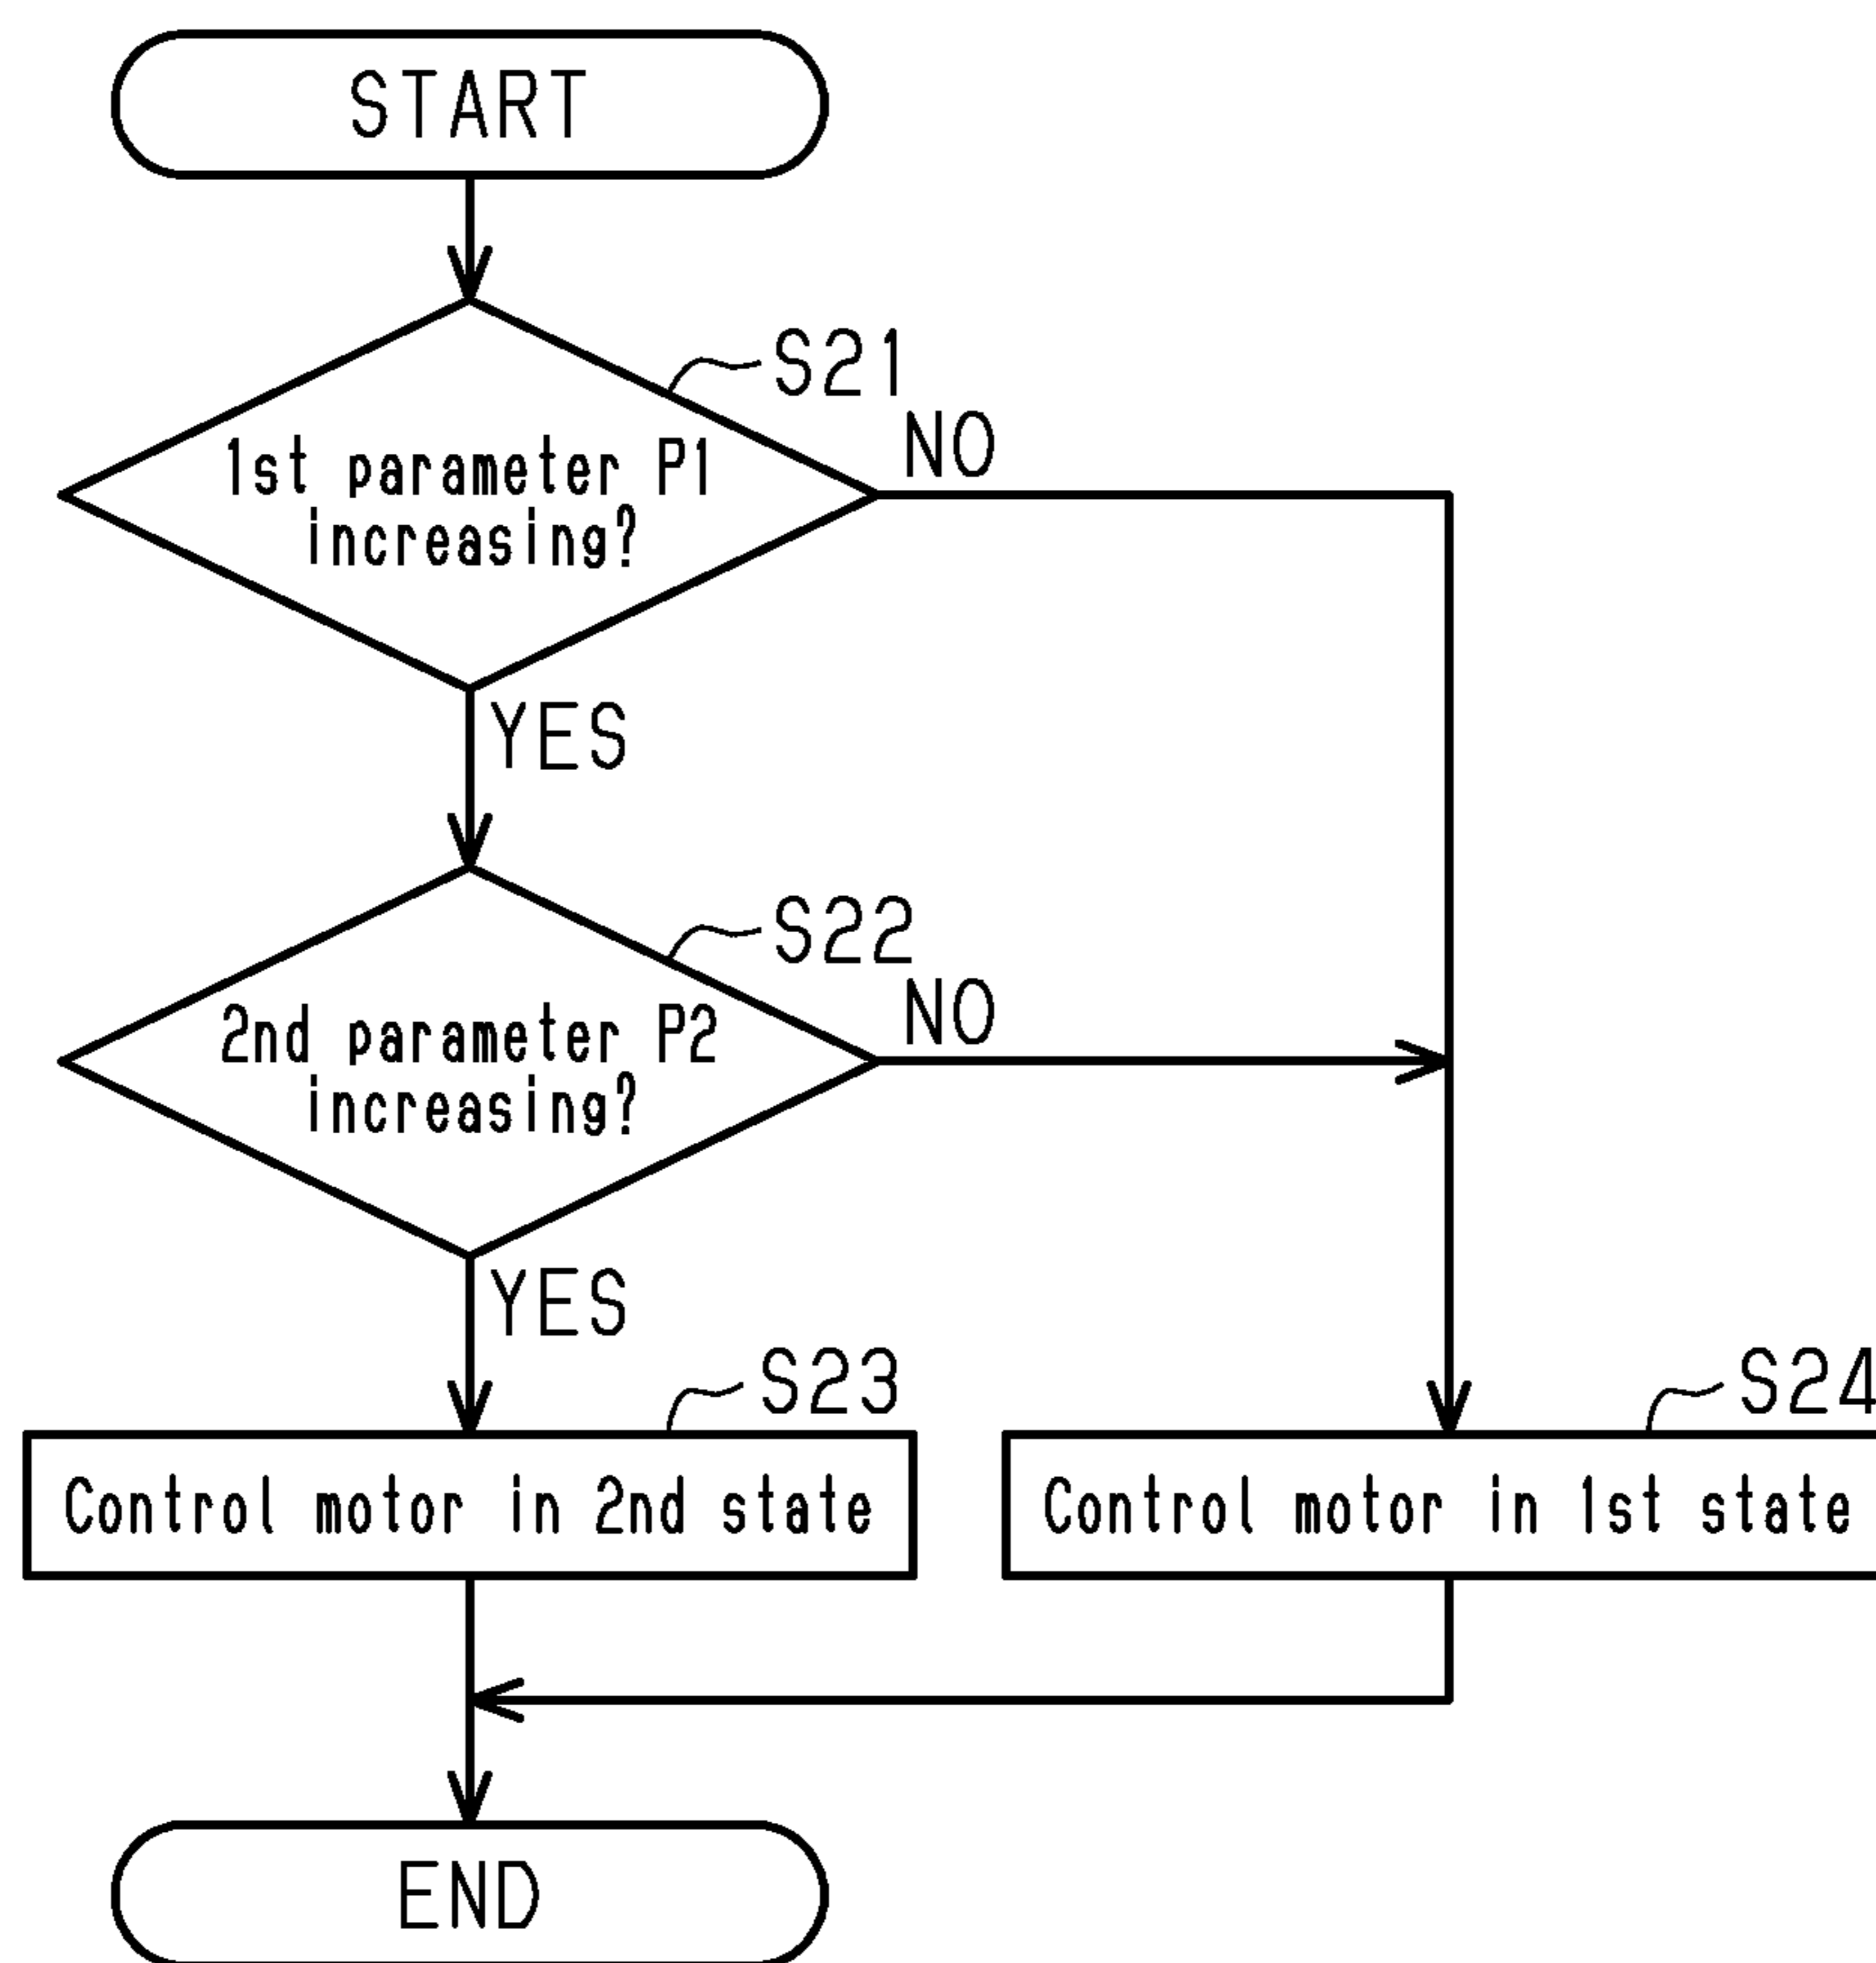 START
S21
NO
1st parameter P1
increasing?
YES
S22
NO
2nd parameter P2
increasing?
YES
S23
S24
Control motor in 2nd state
Control motor in 1st state
END